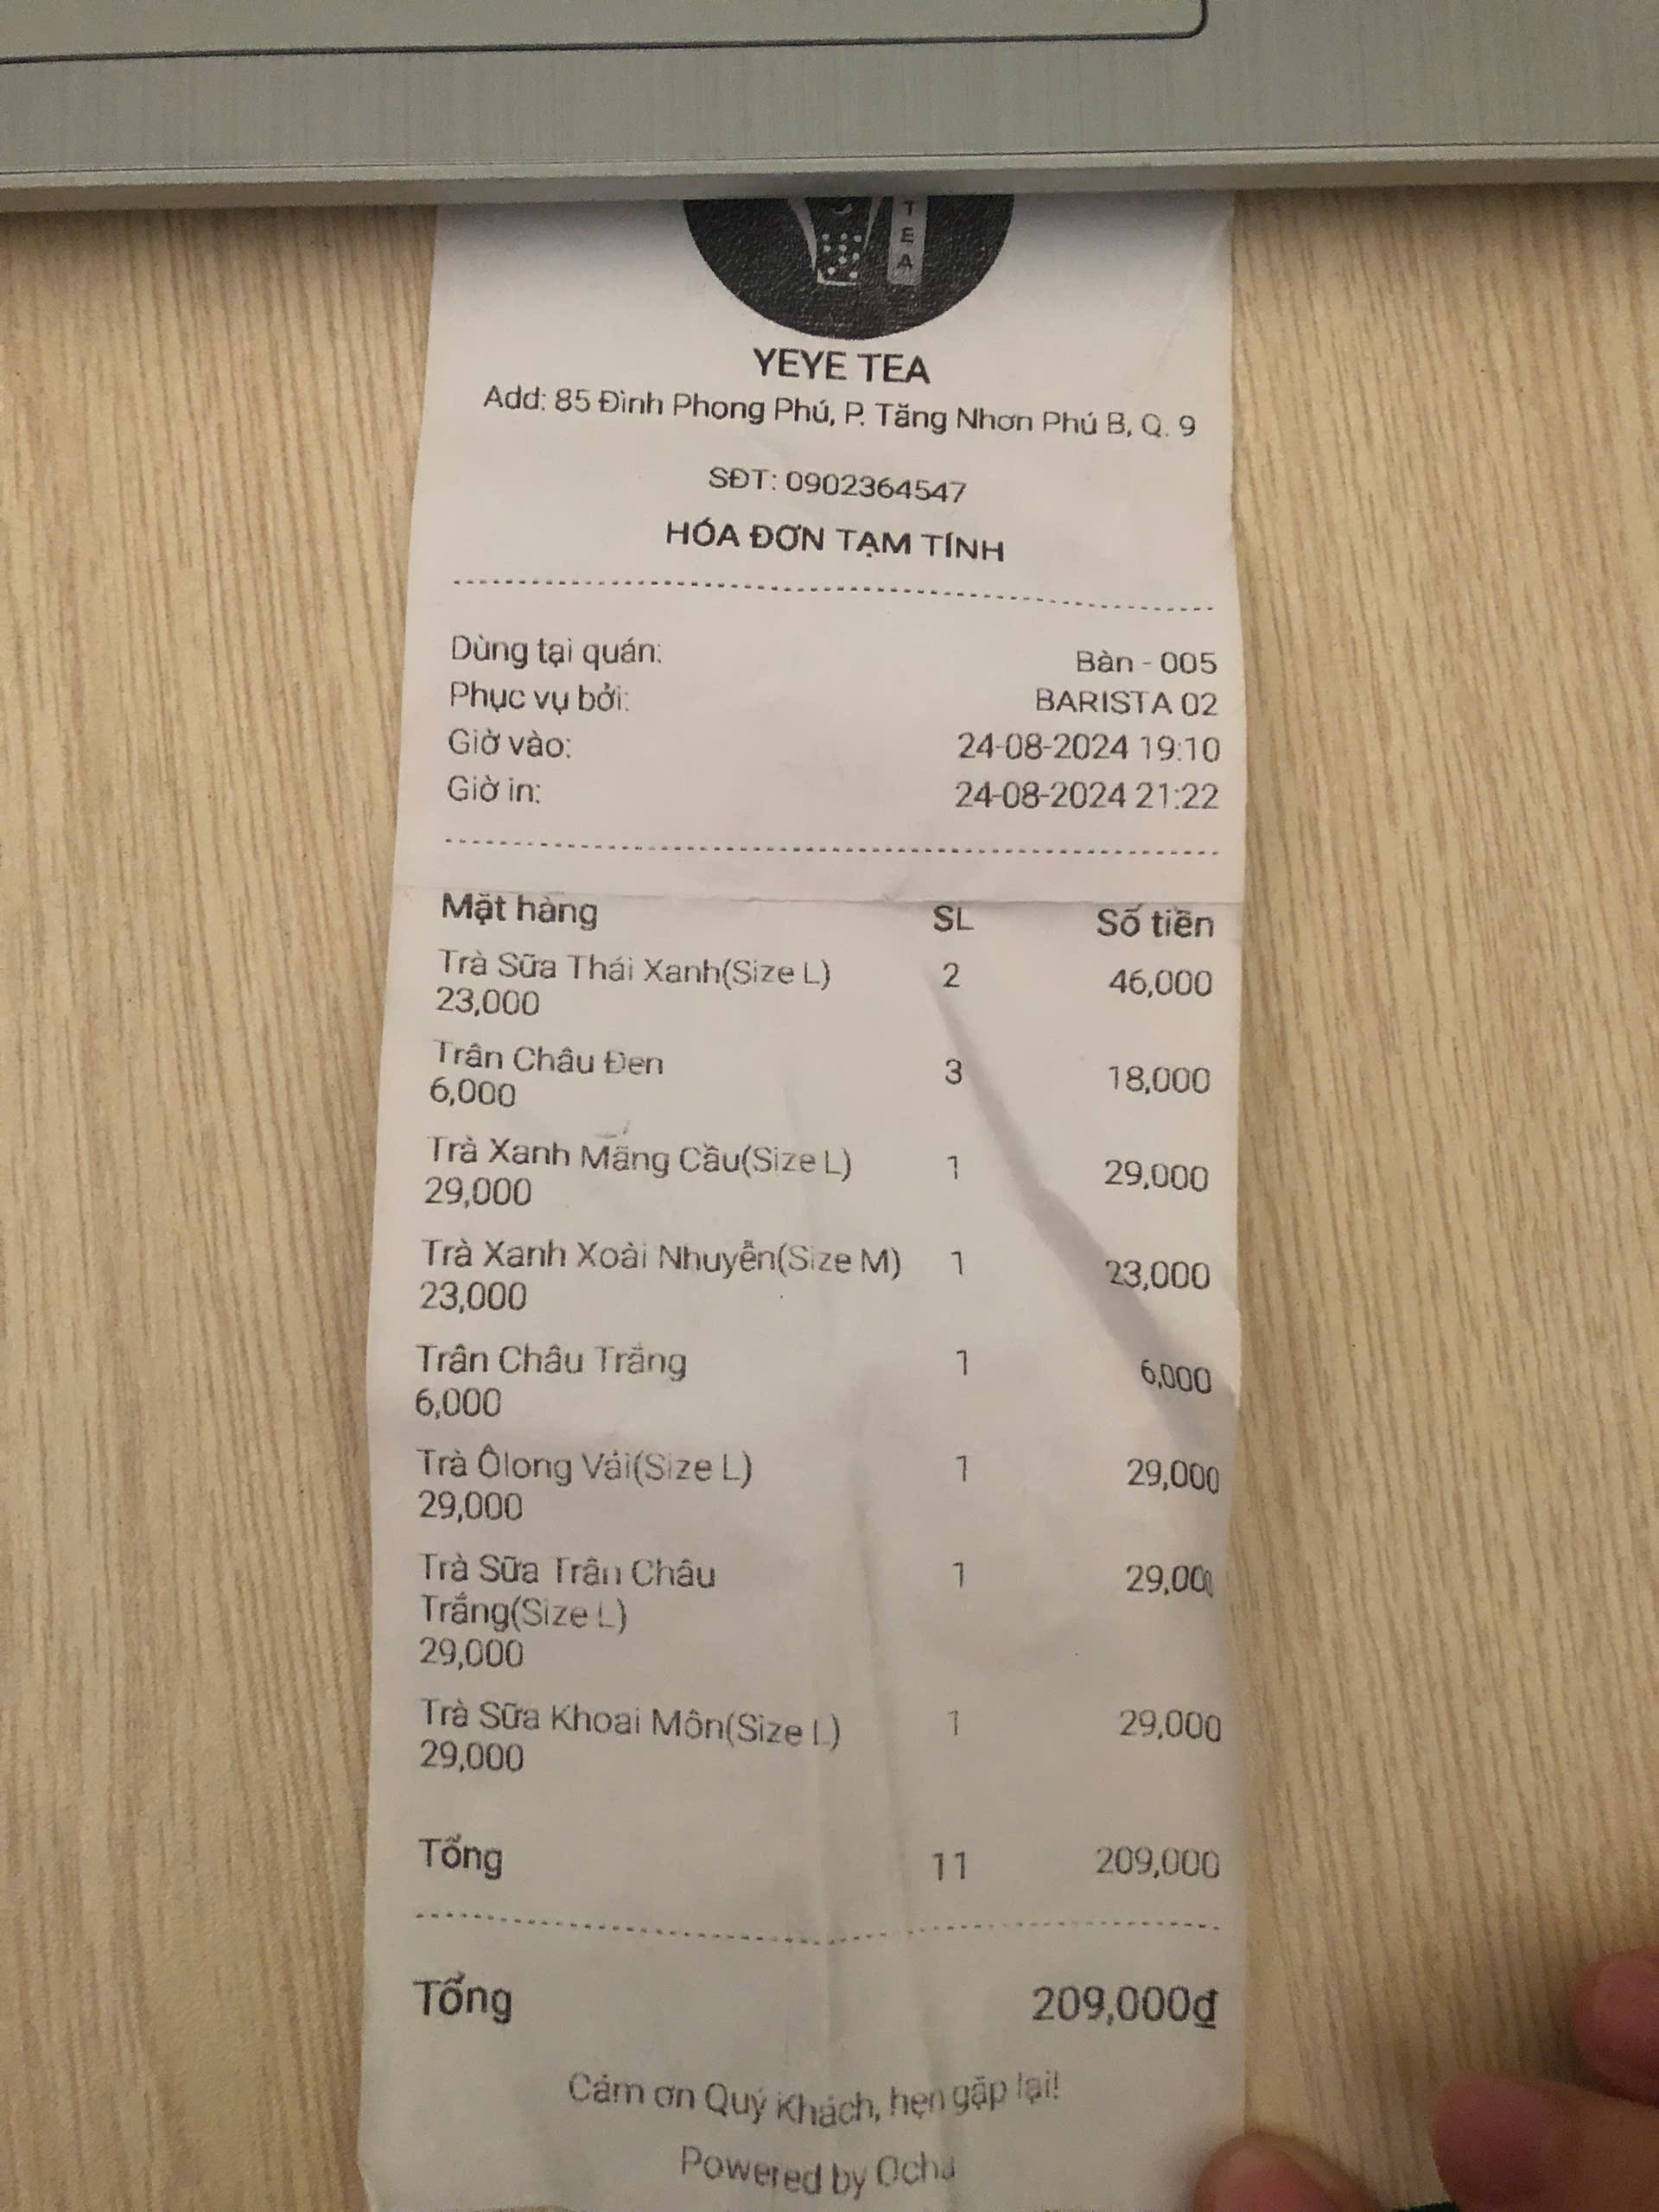 TEA
YEYE TEA
Add: 85 Đình Phong Phú, P. Tăng Nhơn Phú B, Q. 9
SĐT: 0902364547
HÓA ĐƠN TẠM TÍNH
Dùng tại quán: Bàn - 005
Phục vụ bởi: BARISTA 02
Giờ vào: 24-08-2024 19:10
Giờ in: 24-08-2024 21:22
Mặt hàng SL Số tiền
Trà Sữa Thái Xanh(Size L) 2 46,000
23,000
Trân Châu Đen 3 18,000
6,000
Trà Xanh Mãng Cầu(Size L) 1 29,000
29,000
Trà Xanh Xoài Nhuyễn(Size M) 1 23,000
23,000
Trân Châu Trắng 1 6,000
6,000
Trà Ôlong Vải(Size L) 1 29,000
29,000
Trà Sữa Trân Châu 1 29,000
Trắng(Size L)
29,000
Trà Sữa Khoai Môn(Size L) 1 29,000
29,000
Tổng 11 209,000
Tổng 209,000₫
Cảm ơn Quý Khách, hẹn gặp lại!
Powered by Ocha